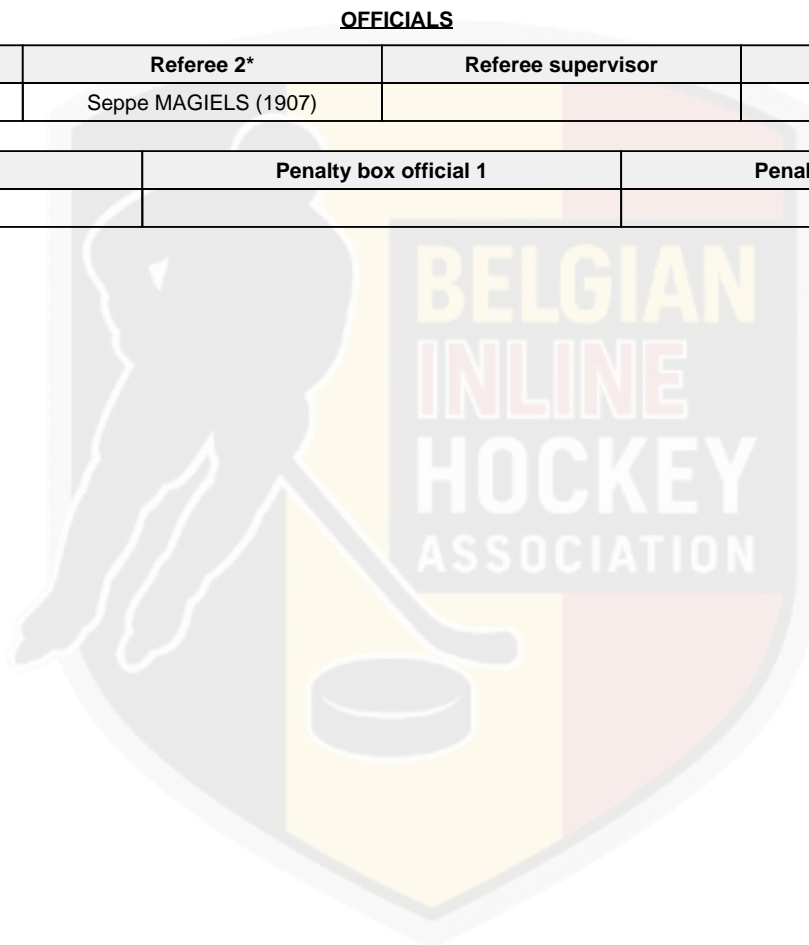 OFFICIALS
Referee 2* Referee supervisor
Seppe MAGIELS (1907)
Penalty box official 1 Penal
BELGIAN
INLINE
HOCKEY
ASSOCIATION